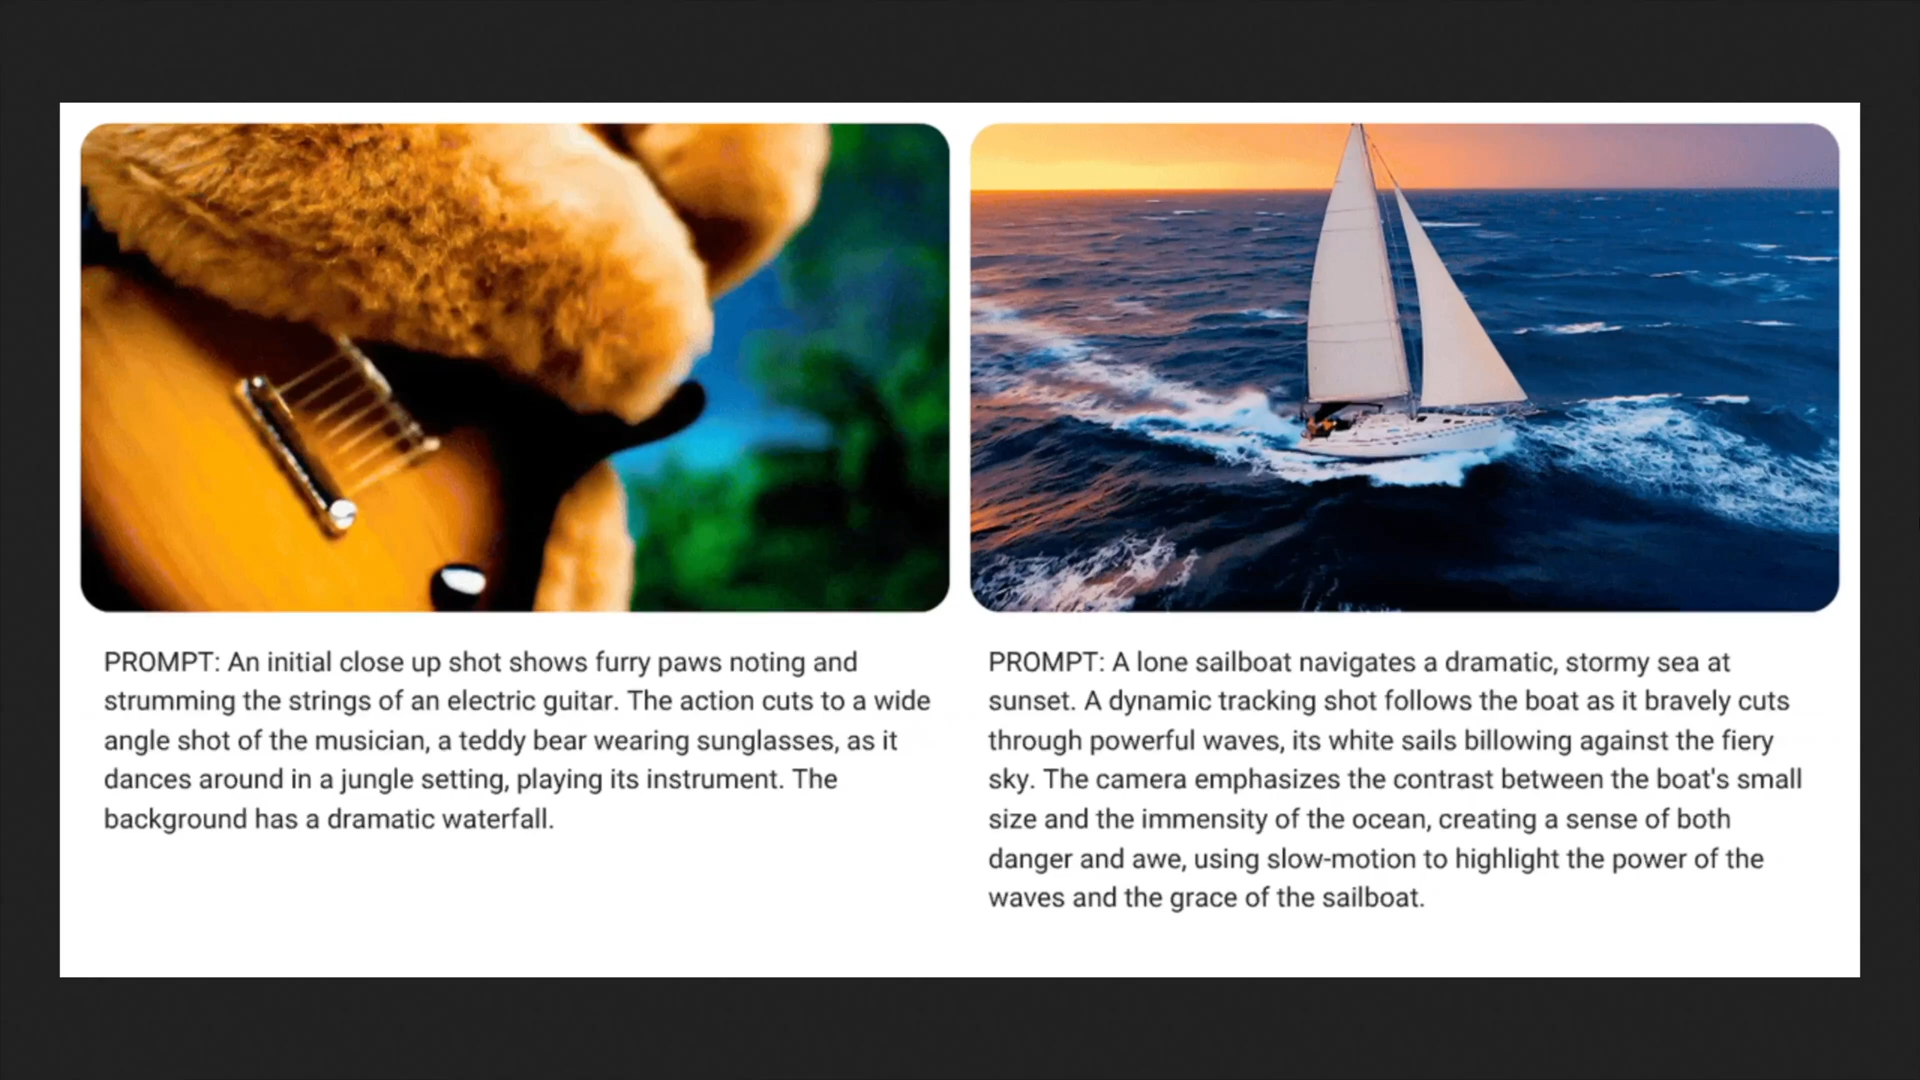 PROMPT: An initial close up shot shows furry paws noting and
strumming the strings of an electric guitar. The action cuts to a wide
angle shot of the musician, a teddy bear wearing sunglasses, as it
dances around in a jungle setting, playing its instrument. The
background has a dramatic waterfall.
PROMPT: A lone sailboat navigates a dramatic, stormy sea at
sunset. A dynamic tracking shot follows the boat as it bravely cuts
through powerful waves, its white sails billowing against the fiery
sky. The camera emphasizes the contrast between the boat's small
size and the immensity of the ocean, creating a sense of both
danger and awe, using slow-motion to highlight the power of the
waves and the grace of the sailboat.